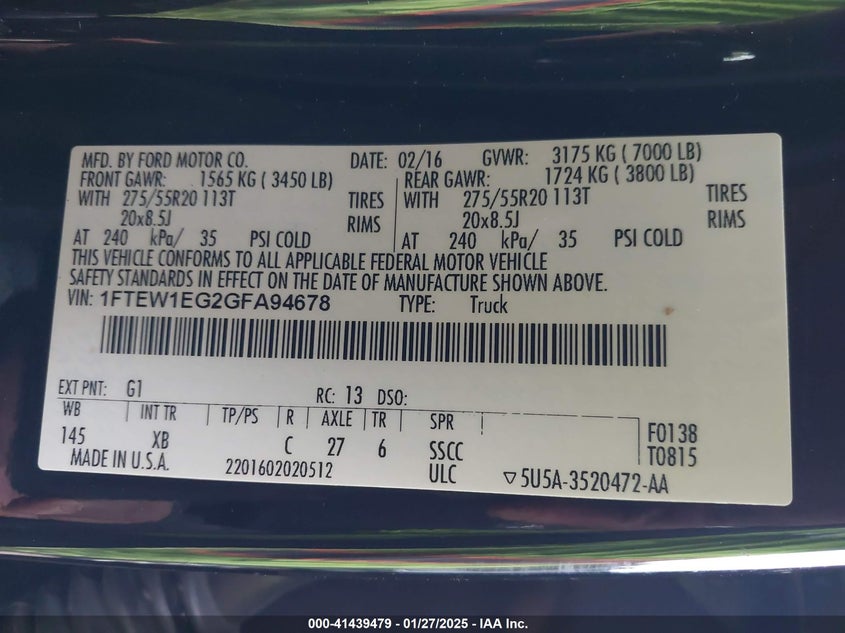 MFD. BY FORD MOTOR CO. DATE: 02/16 GVWR: 3175 KG ( 7000 LB)
FRONT GAWR: 1565 KG ( 3450 LB) REAR GAWR: 1724 KG ( 3800 LB)
WITH 275/55R20 113T TIRES WITH 275/55R20 113T TIRES
20x8.5J RIMS 20x8.5J RIMS
AT 240 kPa/ 35 PSI COLD AT 240 kPa/ 35 PSI COLD
THIS VEHICLE CONFORMS TO ALL APPLICABLE FEDERAL MOTOR VEHICLE
SAFETY STANDARDS IN EFFECT ON THE DATE OF MANUFACTURE SHOWN ABOVE.
VIN: 1FTEW1EG2GFA94678 TYPE: Truck
EXT PNT: G1 RC: 13 DSO:
WB INT TR TP/PS R AXLE TR SPR F0138
145 XB C 27 6 SSCC T0815
MADE IN U.S.A. 2201602020512 ULC ▽5U5A-3520472-AA
000-41439479 - 01/27/2025 - IAA Inc.